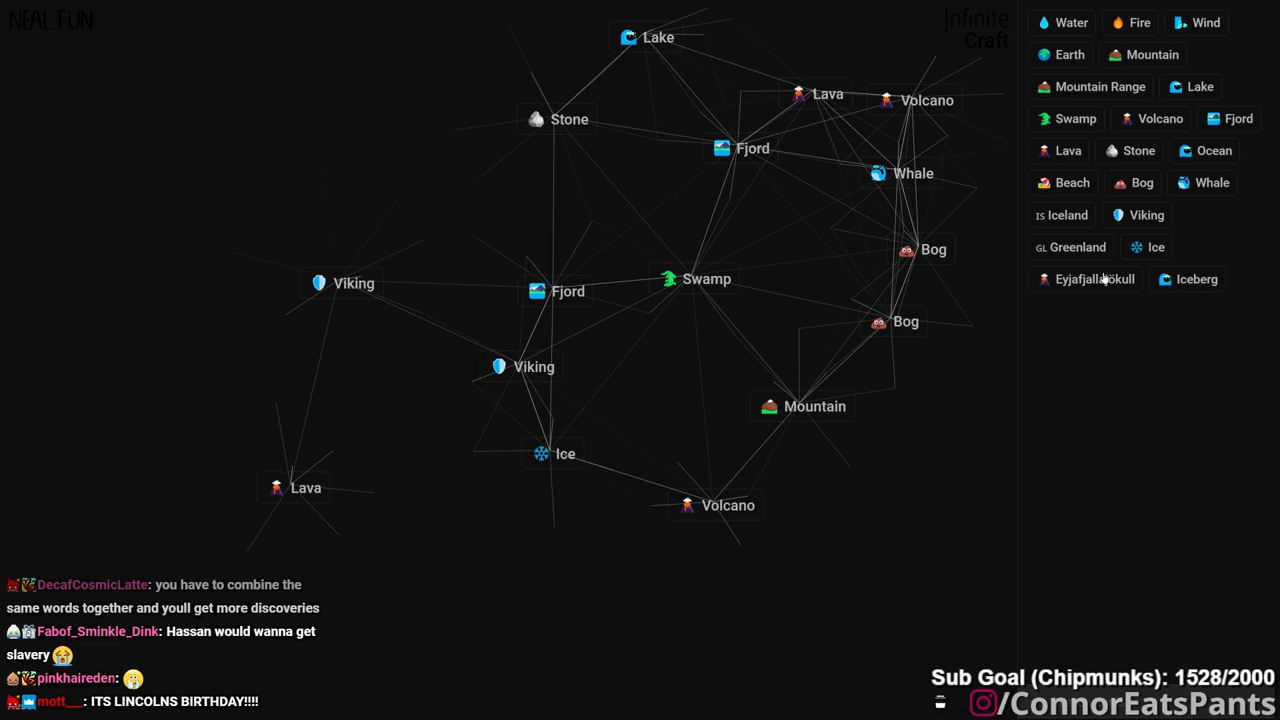 NEAL.FUN
Infinite
Craft
Lake
Lava
Volcano
Stone
Fjord
Whale
Bog
Viking
Fjord
Swamp
Bog
Viking
Mountain
Ice
Lava
Volcano
Water Fire Wind
Earth Mountain
Mountain Range Lake
Swamp Volcano Fjord
Lava Stone Ocean
Beach Bog Whale
IS Iceland Viking
GL Greenland Ice
Eyjafjallajökull Iceberg
DecafCosmicLatte: you have to combine the
same words together and youll get more discoveries
Fabof_Sminkle_Dink: Hassan would wanna get
slavery
pinkhaireden:
mott___: ITS LINCOLNS BIRTHDAY!!!!
Sub Goal (Chipmunks): 1528/2000
/ConnorEatsPants